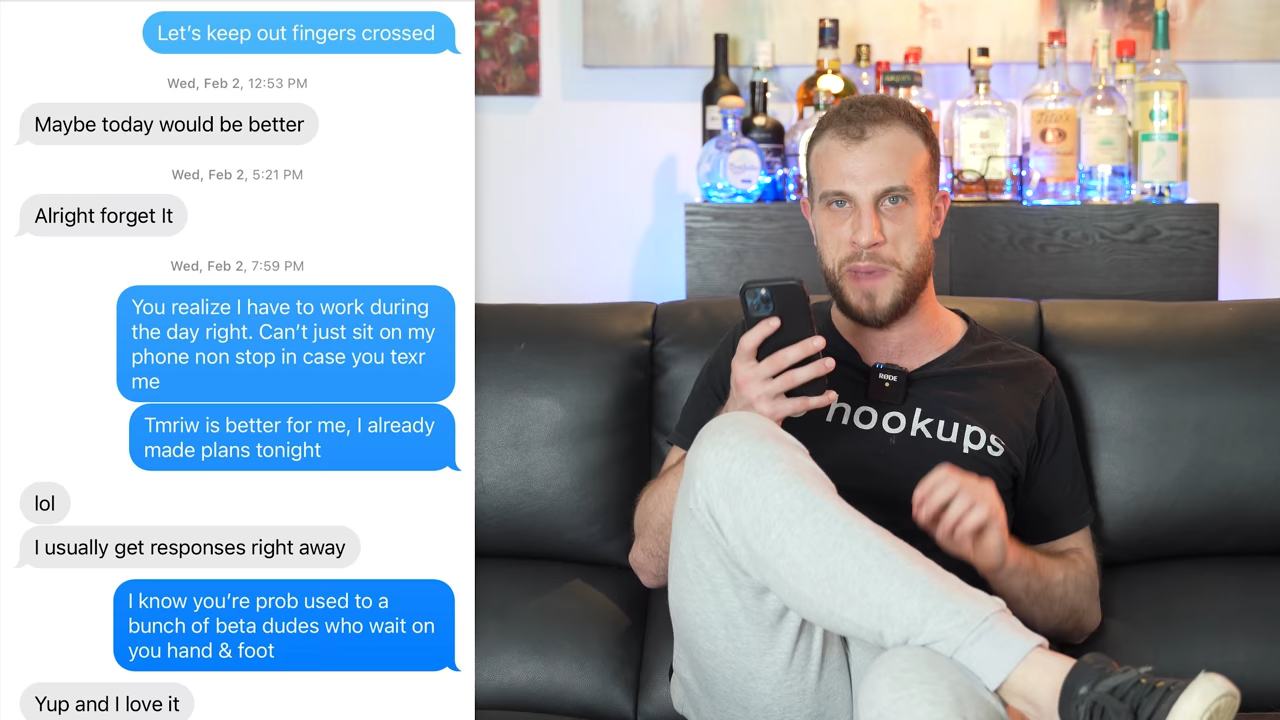 Let's keep out fingers crossed
Wed, Feb 2, 12:53 PM
Maybe today would be better
Wed, Feb 2, 5:21 PM
Alright forget It
Wed, Feb 2, 7:59 PM
You realize I have to work during
the day right. Can't just sit on my
phone non stop in case you texr
me
Tmriw is better for me, I already
made plans tonight
lol
I usually get responses right away
I know you're prob used to a
bunch of beta dudes who wait on
you hand & foot
Yup and I love it
Tito's
RØDE
hookups